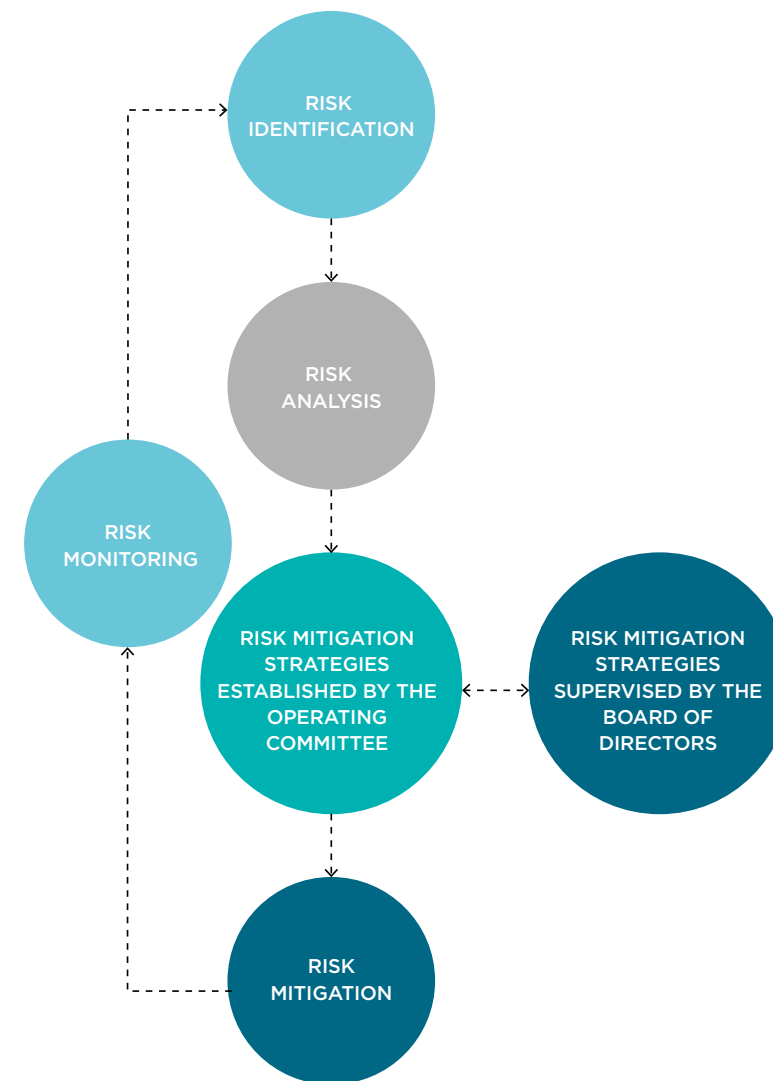 RISK
IDENTIFICATION
RISK
ANALYSIS
RISK
MONITORING
RISK MITIGATION
STRATEGIES
ESTABLISHED BY THE
OPERATING
COMMITTEE
RISK MITIGATION
STRATEGIES
SUPERVISED BY THE
BOARD OF
DIRECTORS
RISK
MITIGATION